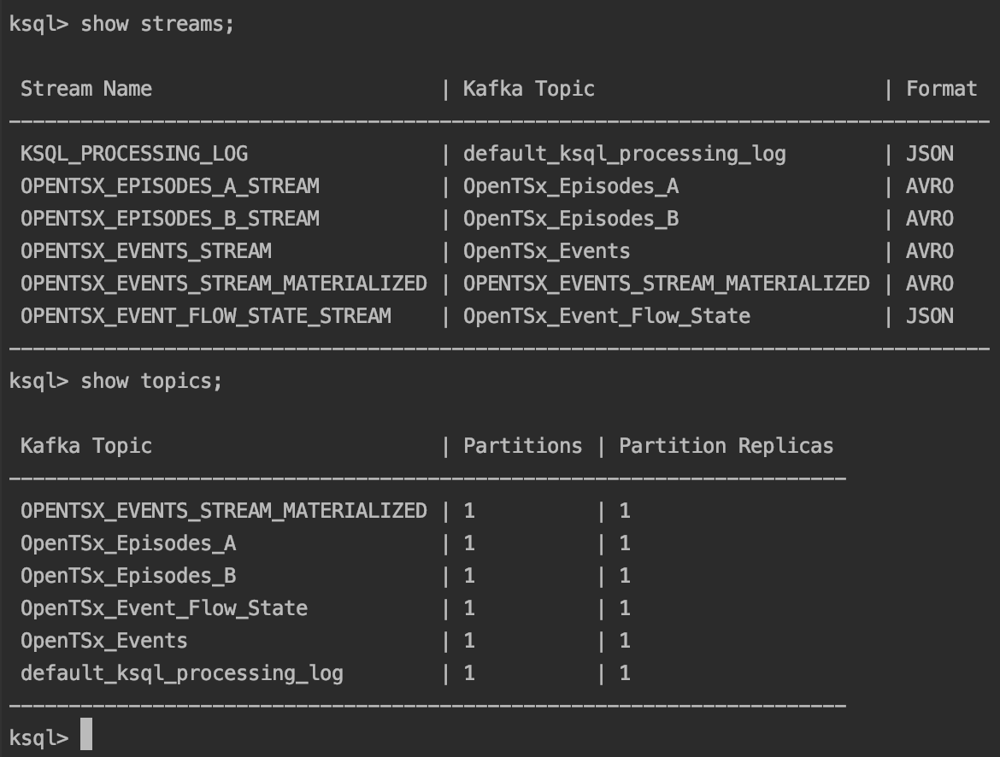 ksql> show streams;
Stream Name | Kafka Topic | Format
KSQL_PROCESSING_LOG | default_ksql_processing_log | JSON
OPENTSX_EPISODES_A_STREAM | OpenTSx_Episodes_A | AVRO
OPENTSX_EPISODES_B_STREAM | OpenTSx_Episodes_B | AVRO
OPENTSX_EVENTS_STREAM | OpenTSx_Events | AVRO
OPENTSX_EVENTS_STREAM_MATERIALIZED | OPENTSX_EVENTS_STREAM_MATERIALIZED | AVRO
OPENTSX_EVENT_FLOW_STATE_STREAM | OpenTSx_Event_Flow_State | JSON
ksql> show topics;
Kafka Topic | Partitions | Partition Replicas
OPENTSX_EVENTS_STREAM_MATERIALIZED | 1 | 1
OpenTSx_Episodes_A | 1 | 1
OpenTSx_Episodes_B | 1 | 1
OpenTSx_Event_Flow_State | 1 | 1
OpenTSx_Events | 1 | 1
default_ksql_processing_log | 1 | 1
ksql>